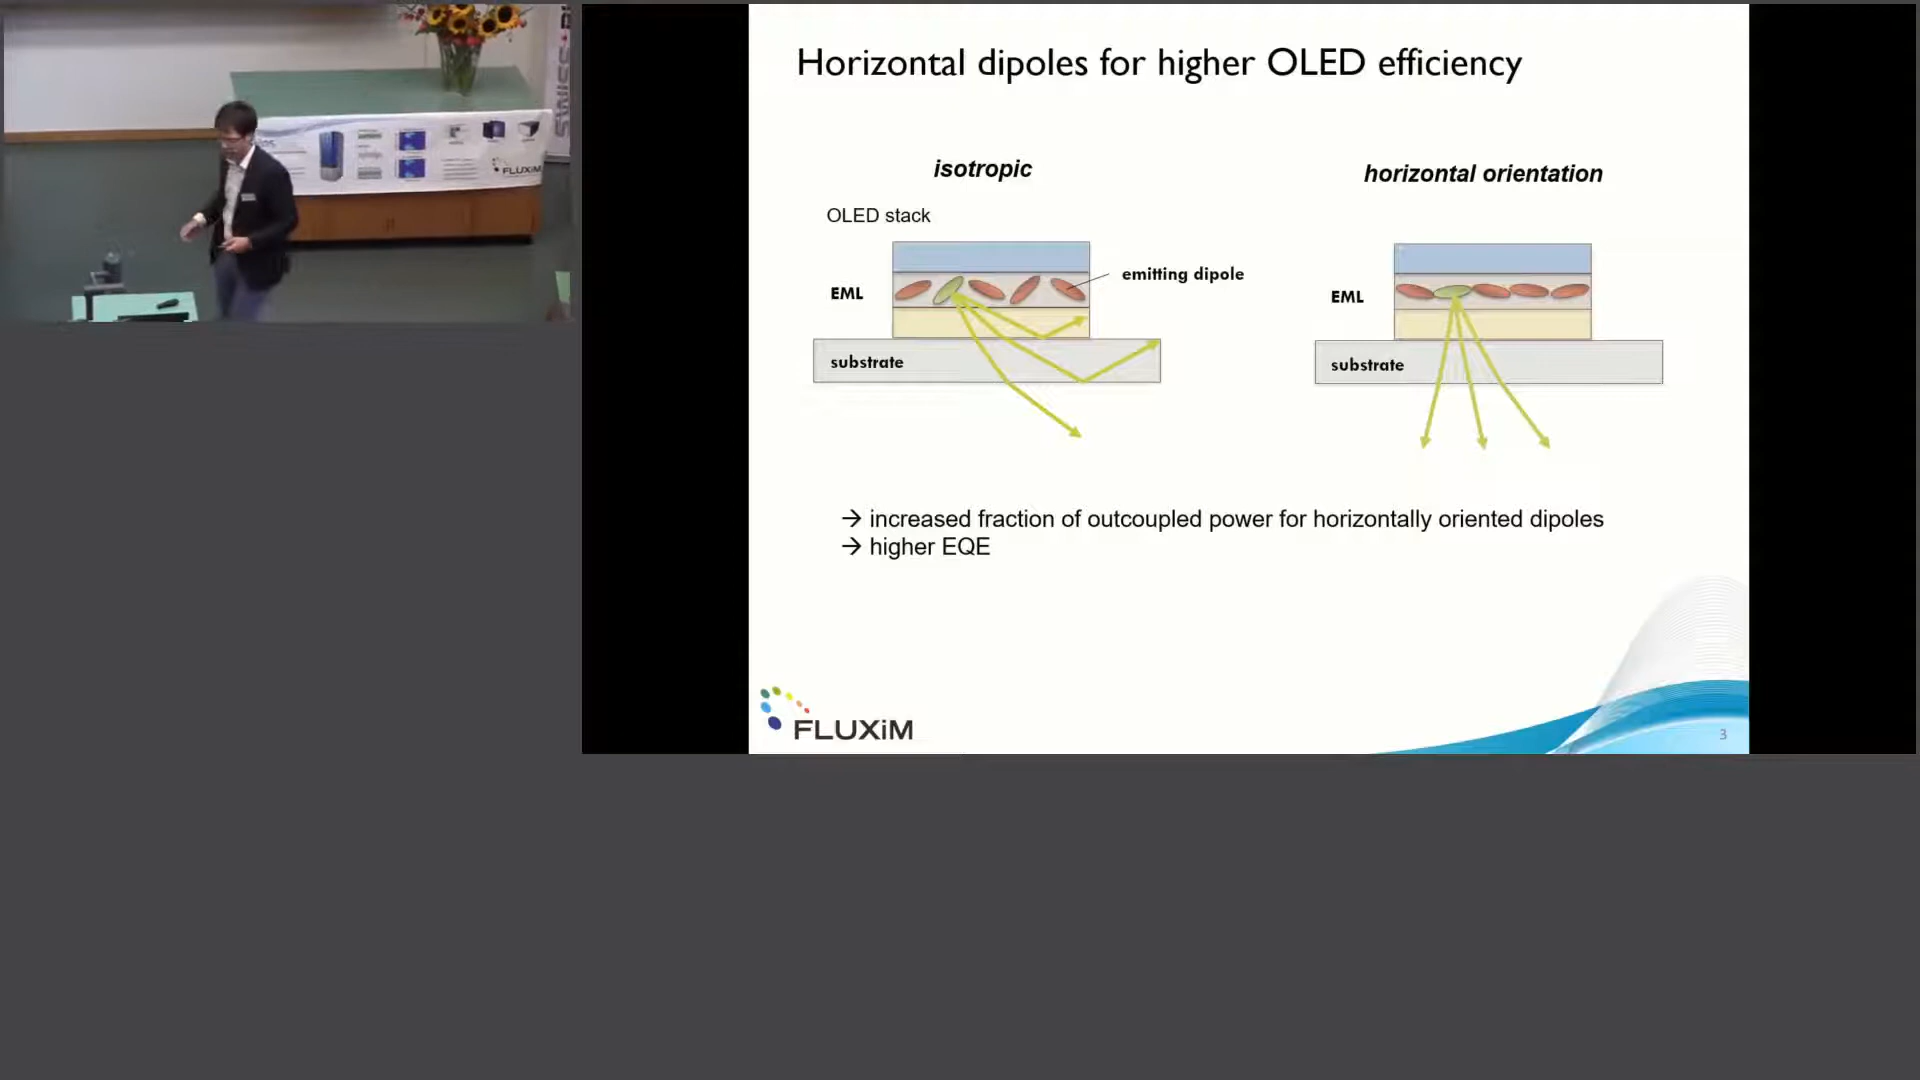 Horizontal dipoles for higher OLED efficiency
isotropic
horizontal orientation
OLED stack
emitting dipole
EML
EML
substrate
substrate
→ increased fraction of outcoupled power for horizontally oriented dipoles
→ higher EQE
FLUXiM
3
FLUXiM